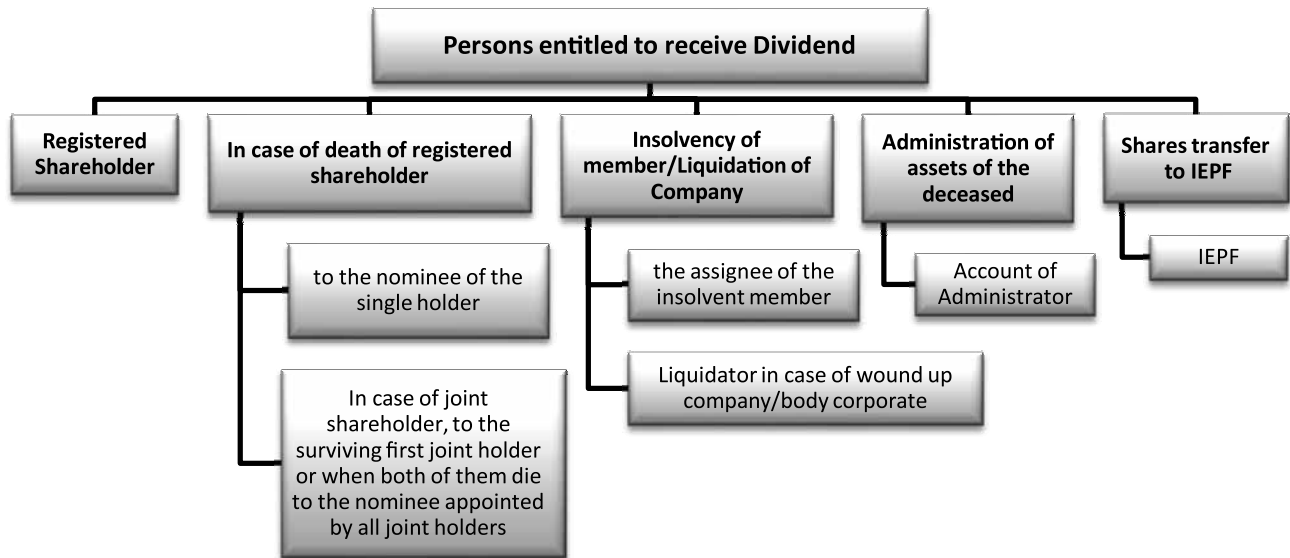 Persons entitled to receive Dividend
Registered
Shareholder
In case of death of registered
shareholder
to the nominee of the
single holder
In case of joint
shareholder, to the
surviving first joint holder
or when both of them die
to the nominee appointed
by all joint holders
Insolvency of
member/Liquidation of
Company
the assignee of the
insolvent member
Liquidator in case of wound up
company/body corporate
Administration of
assets of the
deceased
Account of
Administrator
Shares transfer
to IEPF
IEPF